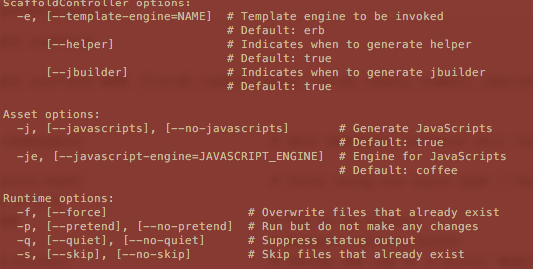 ScaffoldController options:
-e, [--template-engine=NAME]  # Template engine to be invoked
# Default: erb
[--helper]  # Indicates when to generate helper
# Default: true
[--jbuilder]  # Indicates when to generate jbuilder
# Default: true
Asset options:
-j, [--javascripts], [--no-javascripts]  # Generate JavaScripts
# Default: true
-je, [--javascript-engine=JAVASCRIPT_ENGINE]  # Engine for JavaScripts
# Default: coffee
Runtime options:
-f, [--force]  # Overwrite files that already exist
-p, [--pretend], [--no-pretend]  # Run but do not make any changes
-q, [--quiet], [--no-quiet]  # Suppress status output
-s, [--skip], [--no-skip]  # Skip files that already exist